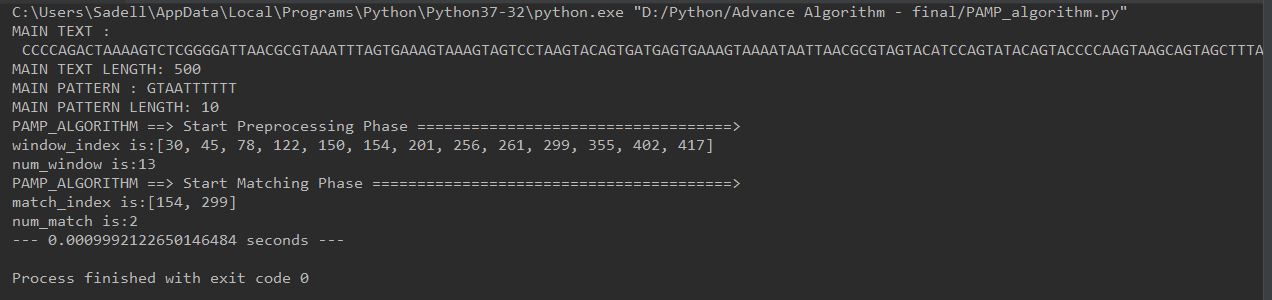 C:\Users\Sadell\AppData\Local\Programs\Python\Python37-32\python.exe "D:/Python/Advance Algorithm - final/PAMP_algorithm.py"
MAIN TEXT :
CCCCAGACTAAAAGTCTCGGGGATTAACGCGTAAATTTAGTGAAAGTAAAGTAGTCCTAAGTACAGTGATGAGTGAAAGTAAAATAATTAACGCGTAGTACATCCAGTATACAGTACCCCAAGTAAGCAGTAGCTTTA
MAIN TEXT LENGTH: 500
MAIN PATTERN : GTAATTTTTT
MAIN PATTERN LENGTH: 10
PAMP_ALGORITHM ==> Start Preprocessing Phase ===================================>
window_index is:[30, 45, 78, 122, 150, 154, 201, 256, 261, 299, 355, 402, 417]
num_window is:13
PAMP_ALGORITHM ==> Start Matching Phase ========================================>
match_index is:[154, 299]
num_match is:2
--- 0.0009992122650146484 seconds ---
Process finished with exit code 0